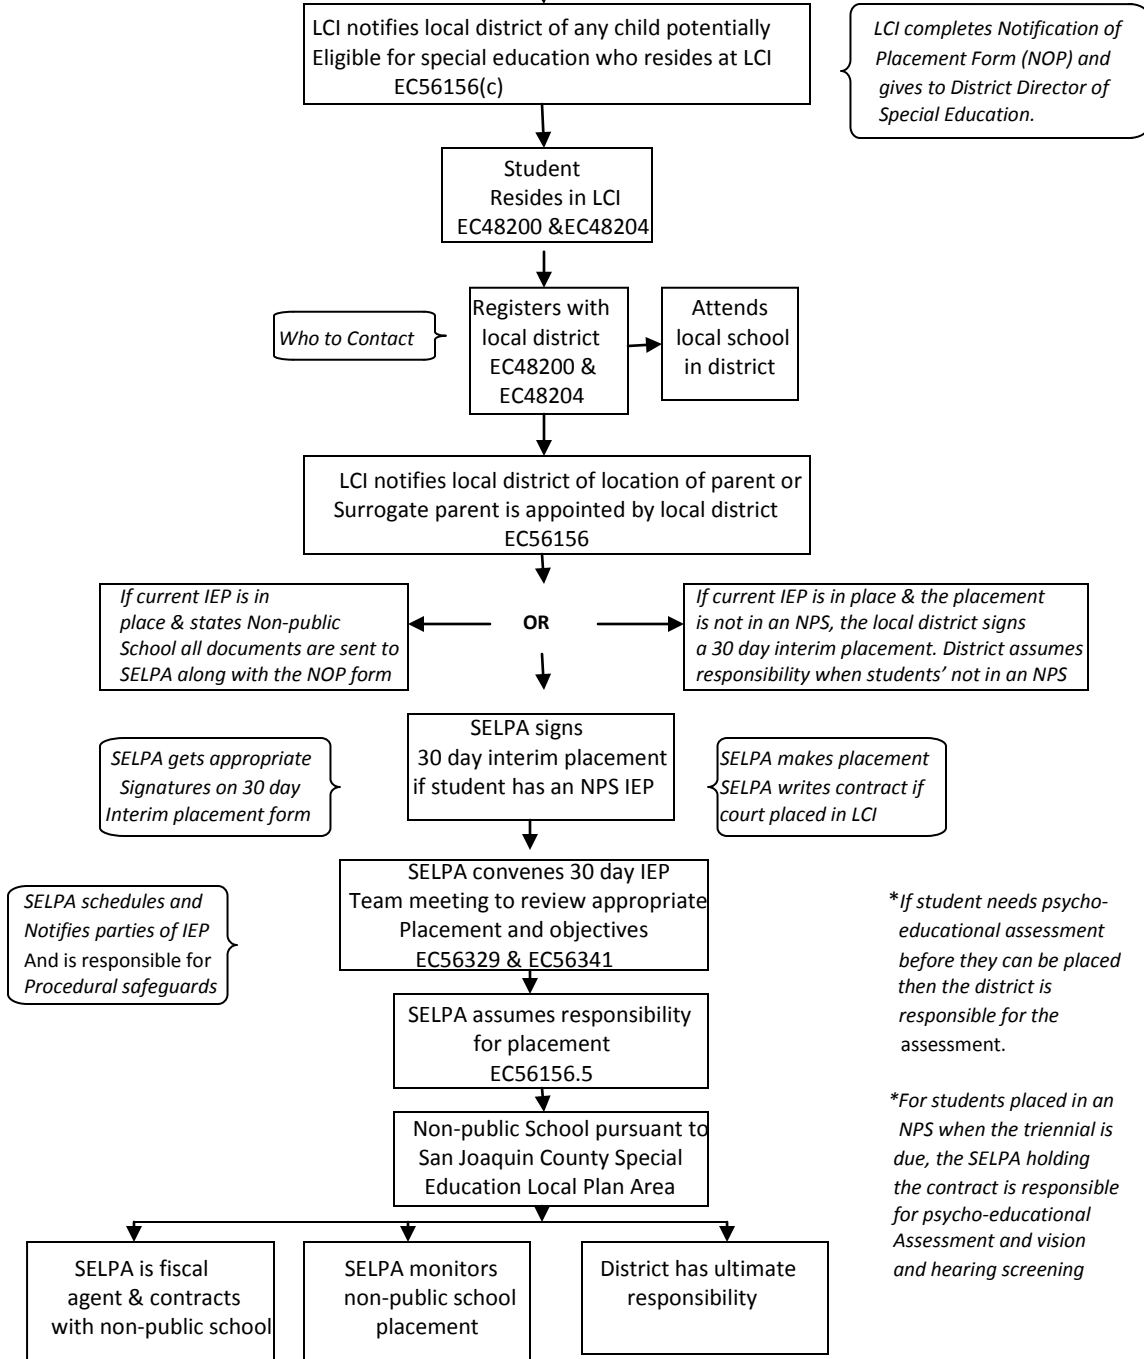 LCI notifies local district of any child potentially
Eligible for special education who resides at LCI
EC56156(c)
LCI completes Notification of
Placement Form (NOP) and
gives to District Director of
Special Education.
Student
Resides in LCI
EC48200 &EC48204
Who to Contact
Registers with
local district
EC48200 &
EC48204
Attends
local school
in district
LCI notifies local district of location of parent or
Surrogate parent is appointed by local district
EC56156
If current IEP is in
place & states Non-public
School all documents are sent to
SELPA along with the NOP form
OR
If current IEP is in place & the placement
is not in an NPS, the local district signs
a 30 day interim placement. District assumes
responsibility when students’ not in an NPS
SELPA gets appropriate
Signatures on 30 day
Interim placement form
SELPA signs
30 day interim placement
if student has an NPS IEP
SELPA makes placement
SELPA writes contract if
court placed in LCI
SELPA schedules and
Notifies parties of IEP
And is responsible for
Procedural safeguards
SELPA convenes 30 day IEP
Team meeting to review appropriate
Placement and objectives
EC56329 & EC56341
*If student needs psycho-
educational assessment
before they can be placed
then the district is
responsible for the
assessment.
SELPA assumes responsibility
for placement
EC56156.5
*For students placed in an
NPS when the triennial is
due, the SELPA holding
the contract is responsible
for psycho-educational
Assessment and vision
and hearing screening
Non-public School pursuant to
San Joaquin County Special
Education Local Plan Area
SELPA is fiscal
agent & contracts
with non-public school
SELPA monitors
non-public school
placement
District has ultimate
responsibility